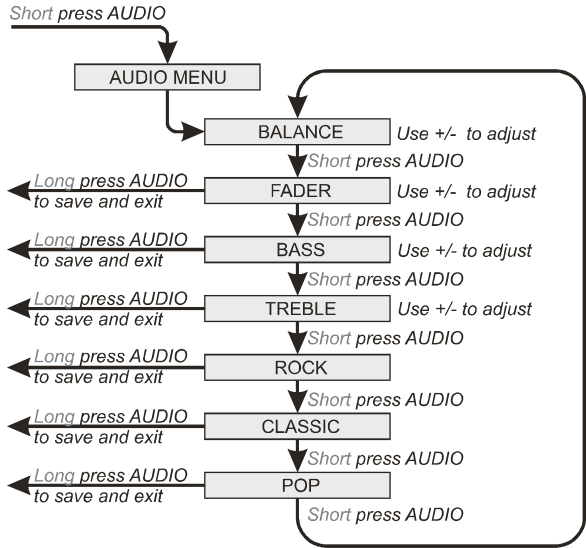 Short press AUDIO
AUDIO MENU
BALANCE Use +/- to adjust
Short press AUDIO
Long press AUDIO
to save and exit
FADER Use +/- to adjust
Short press AUDIO
Long press AUDIO
to save and exit
BASS Use +/- to adjust
Short press AUDIO
Long press AUDIO
to save and exit
TREBLE Use +/- to adjust
Short press AUDIO
Long press AUDIO
to save and exit
ROCK
Short press AUDIO
Long press AUDIO
to save and exit
CLASSIC
Short press AUDIO
Long press AUDIO
to save and exit
POP
Short press AUDIO